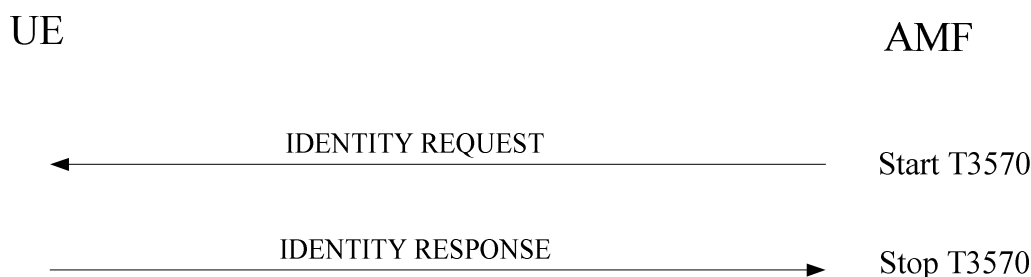 UE
AMF
IDENTITY REQUEST
Start T3570
IDENTITY RESPONSE
Stop T3570